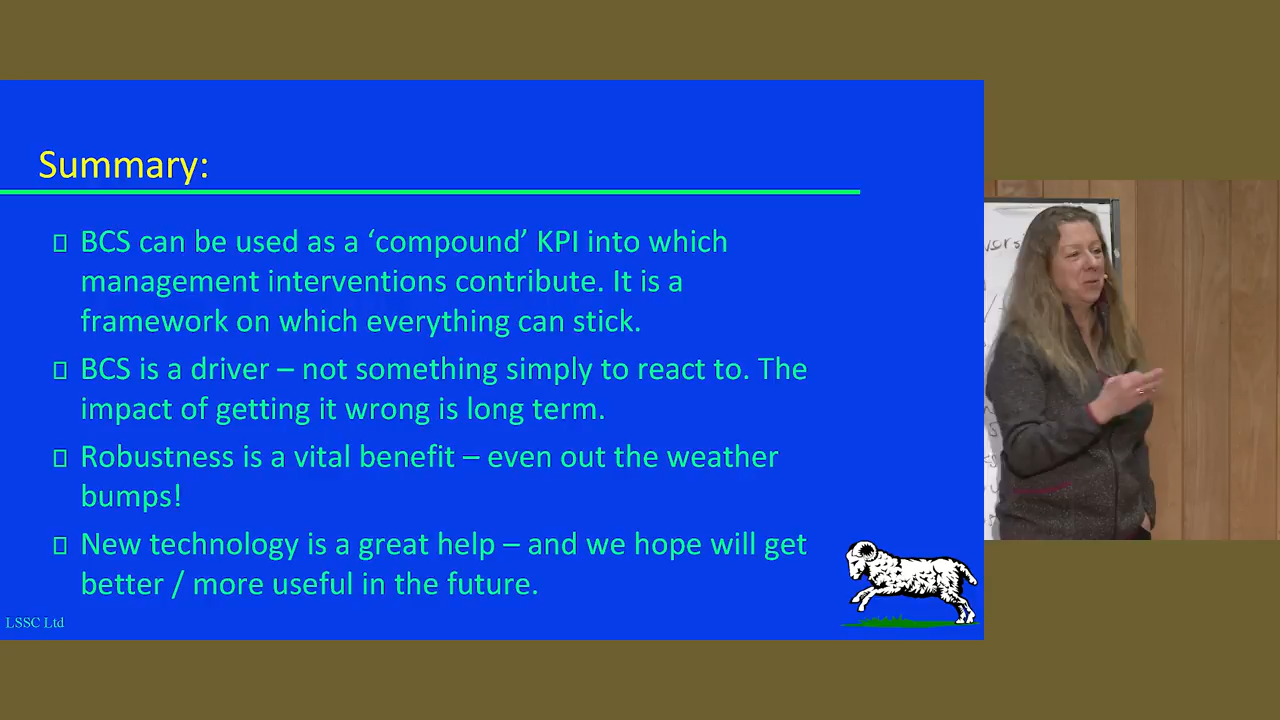 Summary:
BCS can be used as a ‘compound’ KPI into which
management interventions contribute. It is a
framework on which everything can stick.
BCS is a driver – not something simply to react to. The
impact of getting it wrong is long term.
Robustness is a vital benefit – even out the weather
bumps!
New technology is a great help – and we hope will get
better / more useful in the future.
LSSC Ltd